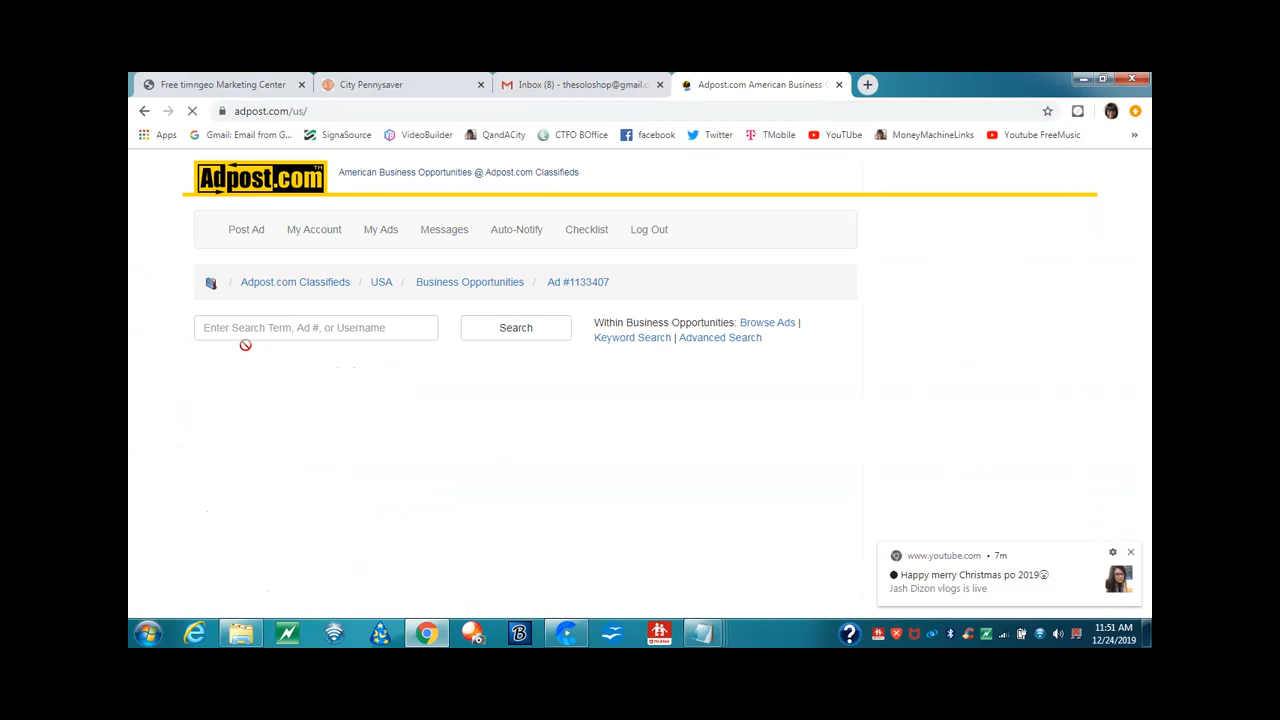 Free timngeo Marketing Center
City Pennysaver
Inbox (8) - thesoloshop@gmail.c
Adpost.com American Business O
adpost.com/us/
Apps
Gmail: Email from G...
SignaSource
VideoBuilder
QandACity
CTFO BOffice
facebook
Twitter
TMobile
YouTUbe
MoneyMachineLinks
Youtube FreeMusic
»
Adpost.com™
American Business Opportunities @ Adpost.com Classifieds
Post Ad My Account My Ads Messages Auto-Notify Checklist Log Out
/ Adpost.com Classifieds / USA / Business Opportunities / Ad #1133407
Enter Search Term, Ad #, or Username
Search
Within Business Opportunities: Browse Ads |
Keyword Search | Advanced Search
www.youtube.com • 7m
Happy merry Christmas po 2019
Jash Dizon vlogs is live
11:51 AM
12/24/2019